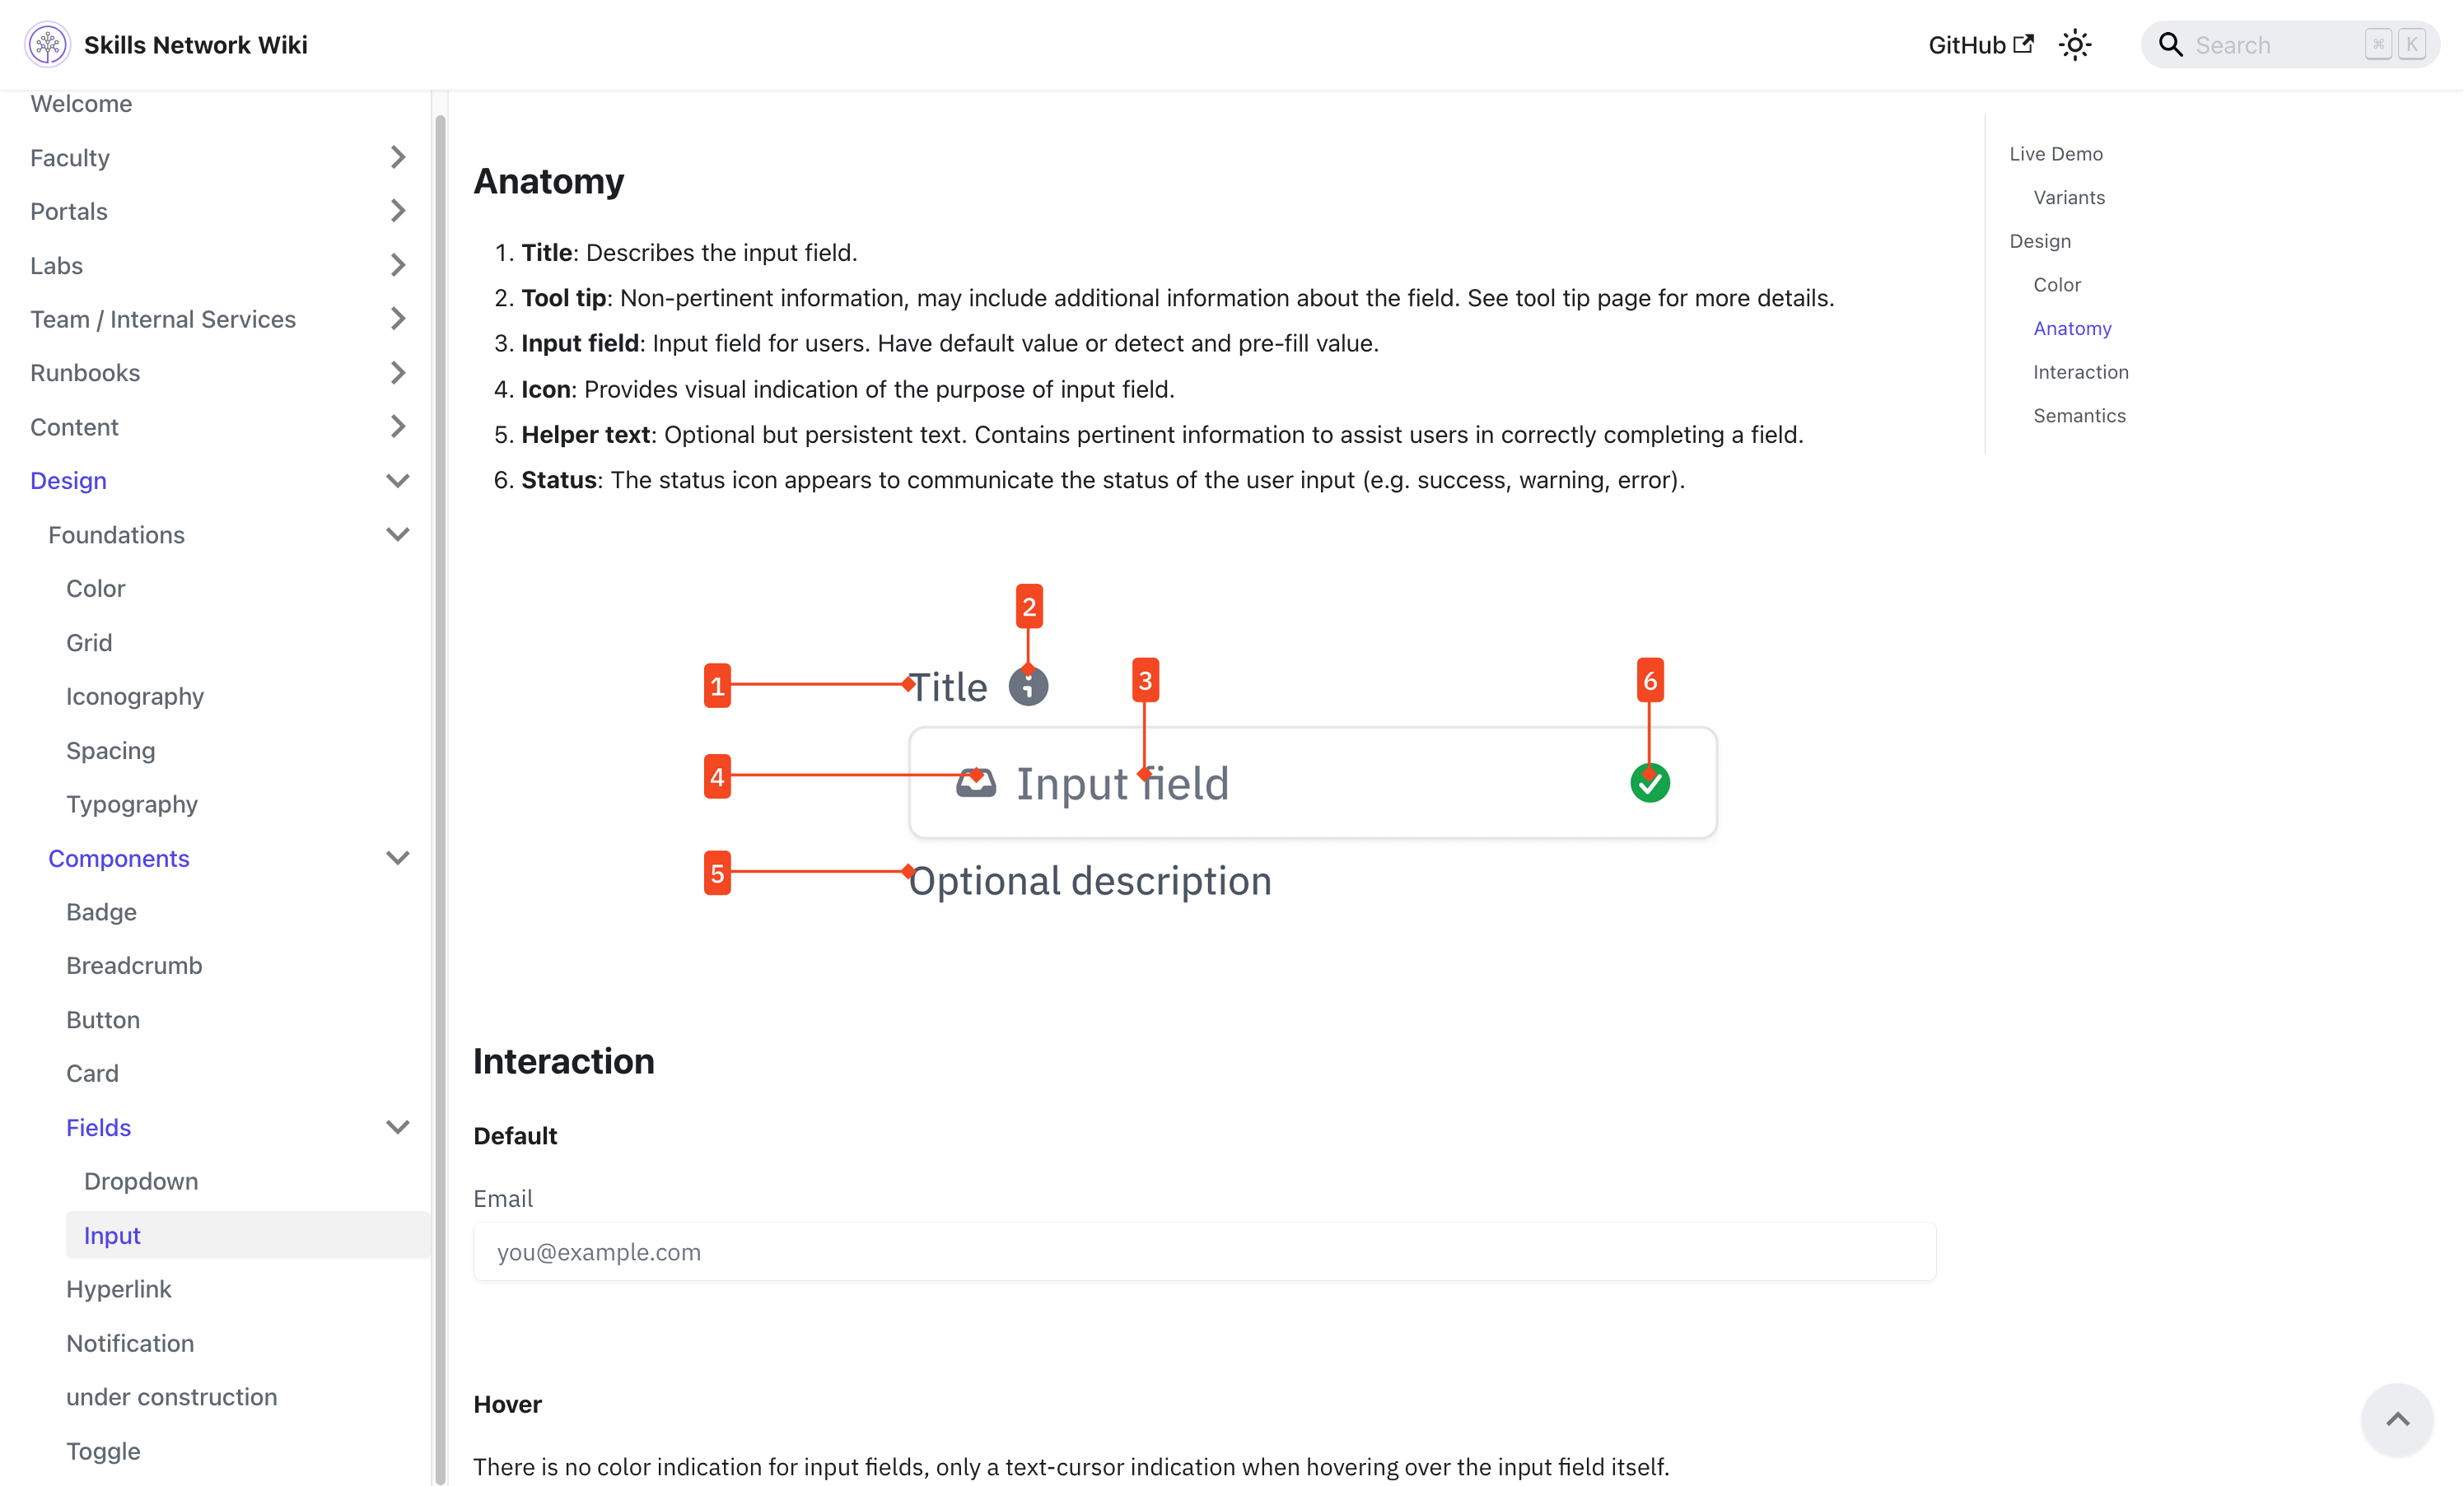 Skills Network Wiki
GitHub
Search
⌘ K
Welcome
Faculty
Portals
Labs
Team / Internal Services
Runbooks
Content
Design
Foundations
Color
Grid
Iconography
Spacing
Typography
Components
Badge
Breadcrumb
Button
Card
Fields
Dropdown
Input
Hyperlink
Notification
under construction
Toggle
Anatomy
1. Title: Describes the input field.
2. Tool tip: Non-pertinent information, may include additional information about the field. See tool tip page for more details.
3. Input field: Input field for users. Have default value or detect and pre-fill value.
4. Icon: Provides visual indication of the purpose of input field.
5. Helper text: Optional but persistent text. Contains pertinent information to assist users in correctly completing a field.
6. Status: The status icon appears to communicate the status of the user input (e.g. success, warning, error).
2
1
Title
3
6
4
Input field
5
Optional description
Interaction
Default
Email
you@example.com
Hover
There is no color indication for input fields, only a text-cursor indication when hovering over the input field itself.
Live Demo
Variants
Design
Color
Anatomy
Interaction
Semantics